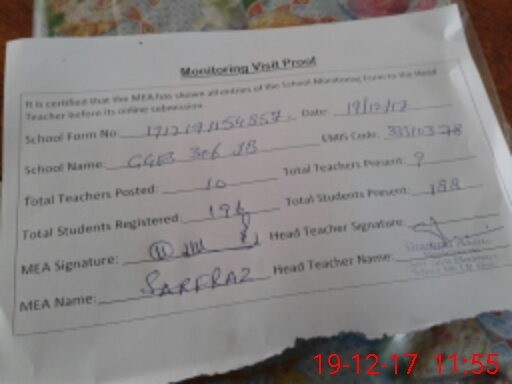 Monitoring Visit Proof
It is certified that the MEA has shown all entries of the School Monitoring Form to the Head
Teacher before its online submission.
School Form No: 171219/154557. Date: 19/12/17
School Name: GGES 306 JB EMIS Code: 33310378
Total Teachers Posted: 10 Total Teachers Present: 9
Total Students Registered: 196 Total Students Present: 188
MEA Signature: Head Teacher Signature:
MEA Name: SARFRAZ Head Teacher Name:
19-12-17 11:55